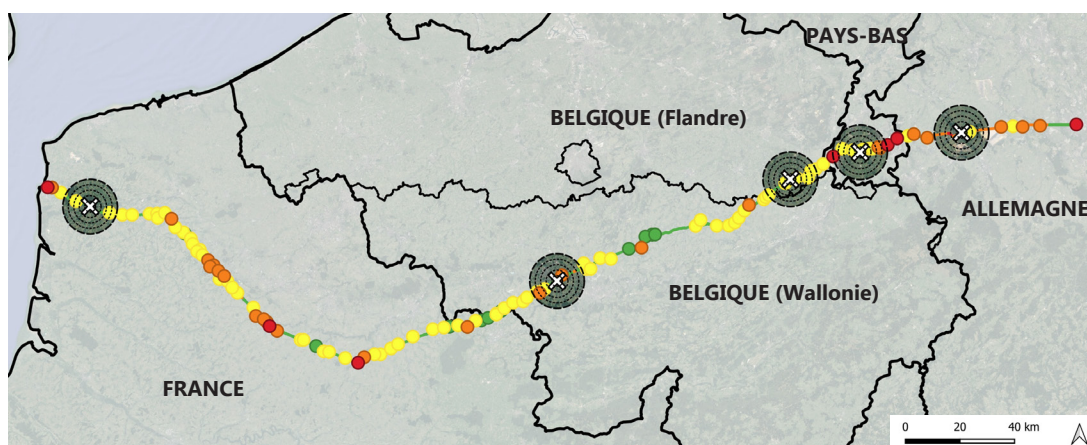 PAYS-BAS
BELGIQUE (Flandre)
ALLEMAGNE
BELGIQUE (Wallonie)
FRANCE
0 20 40 km